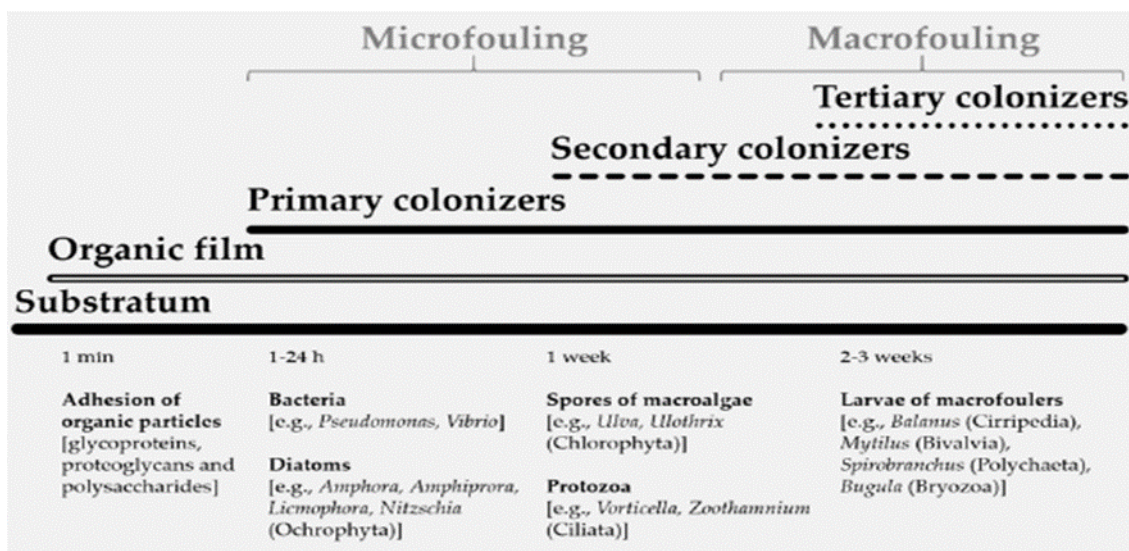 Microfouling
Macrofouling
Tertiary colonizers
Secondary colonizers
Primary colonizers
Organic film
Substratum
1 min
Adhesion of
organic particles
[glycoproteins,
proteoglycans and
polysaccharides]
1-24 h
Bacteria
[e.g., Pseudomonas, Vibrio]
Diatoms
[e.g., Amphora, Amphiprora,
Licmophora, Nitzschia
(Ochrophyta)]
1 week
Spores of macroalgae
[e.g., Ulva, Ulothrix
(Chlorophyta)]
Protozoa
[e.g., Vorticella, Zoothamnium
(Ciliata)]
2-3 weeks
Larvae of macrofoulers
[e.g., Balanus (Cirripedia),
Mytilus (Bivalvia),
Spirobranchus (Polychaeta),
Bugula (Bryozoa)]